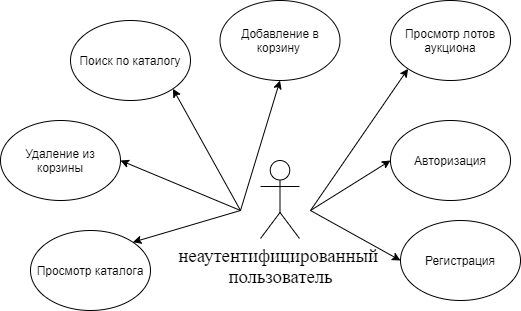 Добавление в
корзину
Просмотр лотов
аукциона
Поиск по каталогу
Удаление из
корзины
Авторизация
Просмотр каталога
неаутентифицированный
пользователь
Регистрация